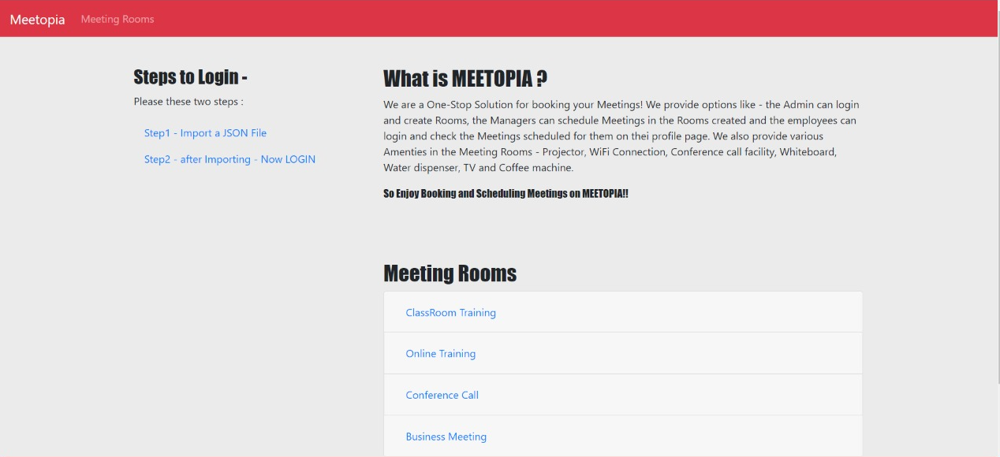 Meetopia Meeting Rooms
Steps to Login -
Please these two steps :
Step1 - Import a JSON File
Step2 - after Importing - Now LOGIN
What is MEETOPIA ?
We are a One-Stop Solution for booking your Meetings! We provide options like - the Admin can login
and create Rooms, the Managers can schedule Meetings in the Rooms created and the employees can
login and check the Meetings scheduled for them on thei profile page. We also provide various
Amenties in the Meeting Rooms - Projector, WiFi Connection, Conference call facility, Whiteboard,
Water dispenser, TV and Coffee machine.
So Enjoy Booking and Scheduling Meetings on MEETOPIA!!
Meeting Rooms
ClassRoom Training
Online Training
Conference Call
Business Meeting